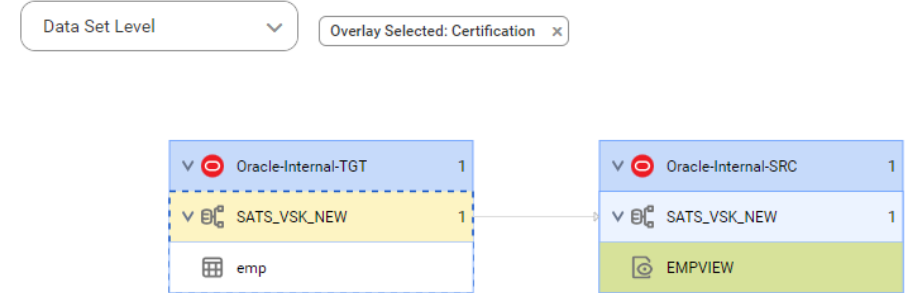 Data Set Level
Overlay Selected: Certification ×
Oracle-Internal-TGT 1
SATS_VSK_NEW 1
emp
Oracle-Internal-SRC 1
SATS_VSK_NEW 1
EMPVIEW